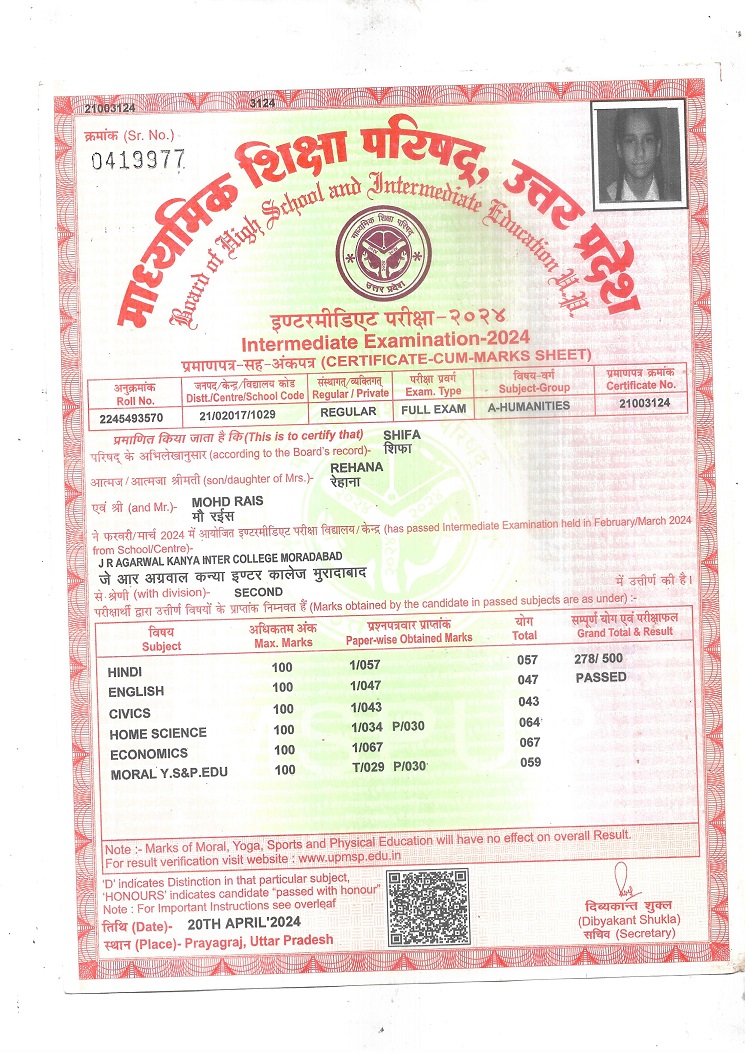 21003124 3124
क्रमांक (Sr. No.)
0419977
माध्यमिक शिक्षा परिषद्, उत्तर प्रदेश
Board of High School and Intermediate Education U.P.
माध्यमिक शिक्षा परिषद्
उत्तर प्रदेश
इण्टरमीडिएट परीक्षा-२०२४
Intermediate Examination-2024
प्रमाणपत्र-सह-अंकपत्र (CERTIFICATE-CUM-MARKS SHEET)
अनुक्रमांक जनपद/केन्द्र/विद्यालय कोड संस्थागत्/व्यक्तिगत् परीक्षा प्रवर्ग विषय-वर्ग प्रमाणपत्र क्रमांक
Roll No. Distt./Centre/School Code Regular / Private Exam. Type Subject-Group Certificate No.
2245493570 21/02017/1029 REGULAR FULL EXAM A-HUMANITIES 21003124
प्रमाणित किया जाता है कि (This is to certify that) SHIFA
परिषद् के अभिलेखानुसार (according to the Board's record)- शिफा
REHANA
आत्मज/आत्मजा श्रीमती (son/daughter of Mrs.)- रेहाना
एवं श्री (and Mr.)- MOHD RAIS
मौ रईस
ने फरवरी/मार्च 2024 में आयोजित इण्टरमीडिएट परीक्षा विद्यालय/केन्द्र (has passed Intermediate Examination held in February/March 2024
from School/Centre)-
J R AGARWAL KANYA INTER COLLEGE MORADABAD
जे आर अग्रवाल कन्या इण्टर कालेज मुरादाबाद में उत्तीर्ण की है।
से श्रेणी (with division)- SECOND
परीक्षार्थी द्वारा उत्तीर्ण विषयों के प्राप्तांक निम्नवत हैं (Marks obtained by the candidate in passed subjects are as under) :-
विषय अधिकतम अंक प्रश्नपत्रवार प्राप्तांक योग सम्पूर्ण योग एवं परीक्षाफल
Subject Max. Marks Paper-wise Obtained Marks Total Grand Total & Result
HINDI 100 1/057 057 278/ 500
ENGLISH 100 1/047 047 PASSED
CIVICS 100 1/043 043
HOME SCIENCE 100 1/034 P/030 064
ECONOMICS 100 1/067 067
MORAL Y.S&P.EDU 100 T/029 P/030 059
Note :- Marks of Moral, Yoga, Sports and Physical Education will have no effect on overall Result.
For result verification visit website : www.upmsp.edu.in
'D' indicates Distinction in that particular subject,
'HONOURS' indicates candidate "passed with honour"
Note : For Important Instructions see overleaf
तिथि (Date)- 20TH APRIL'2024
स्थान (Place)- Prayagraj, Uttar Pradesh
दिब्यकान्त शुक्ल
(Dibyakant Shukla)
सचिव (Secretary)